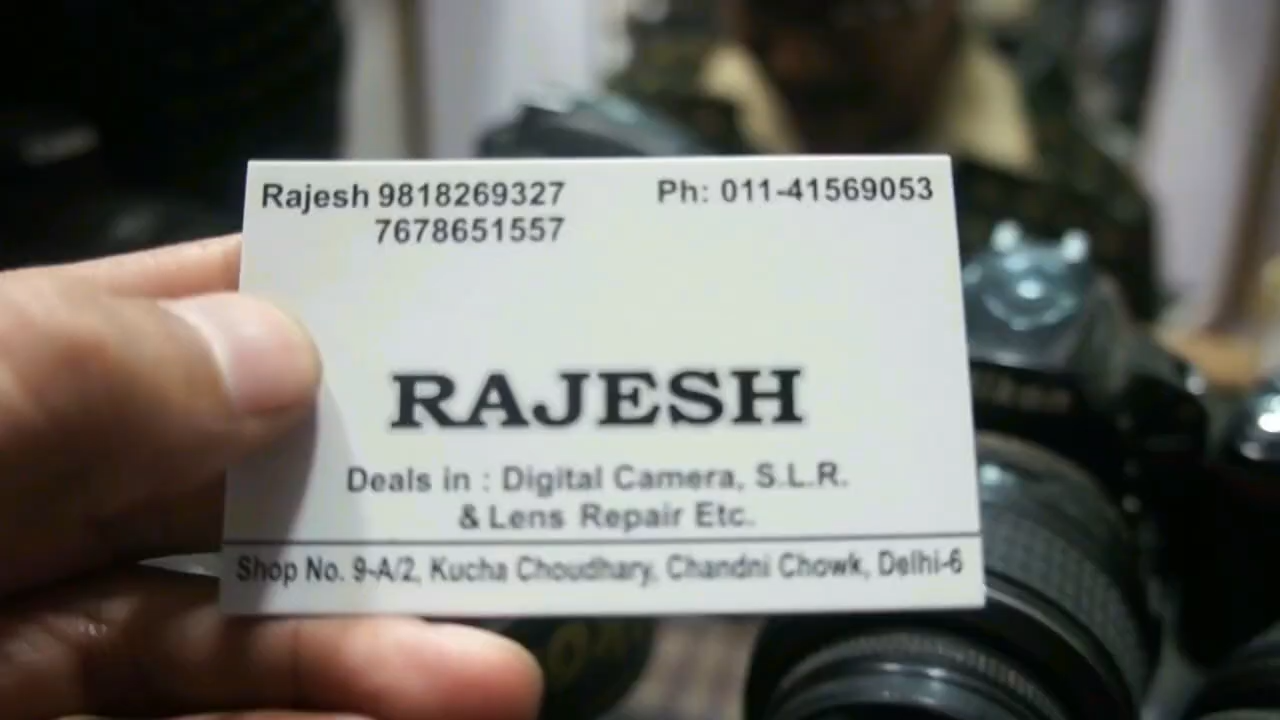 Rajesh 9818269327 Ph: 011-41569053
7678651557
RAJESH
Deals in : Digital Camera, S.L.R.
& Lens Repair Etc.
Shop No. 9-A/2, Kucha Choudhary, Chandni Chowk, Delhi-6